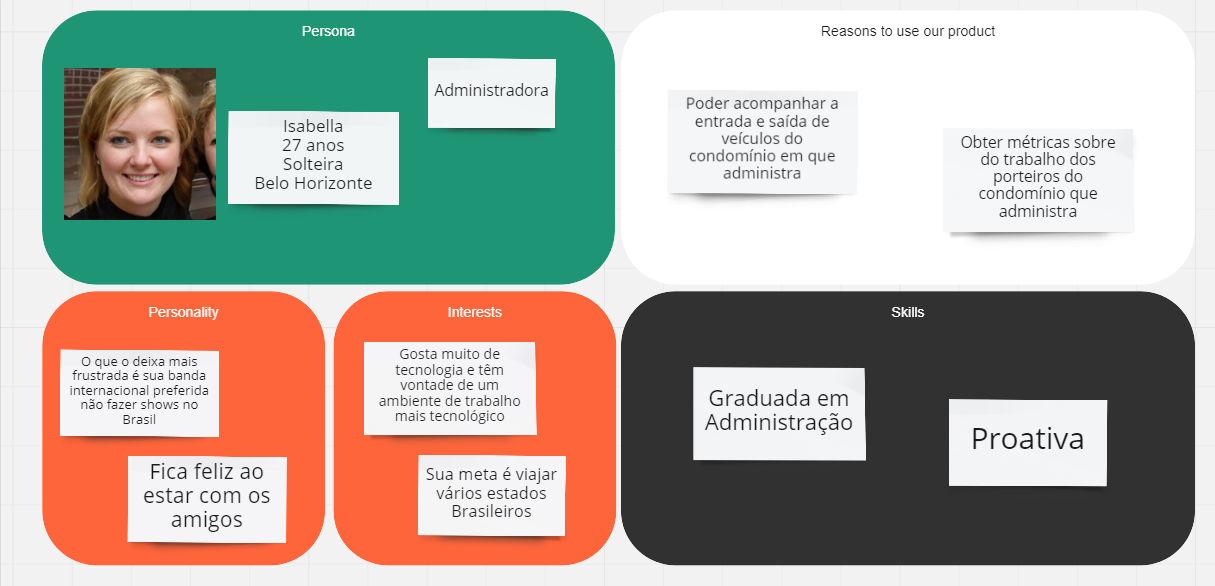 Persona
Isabella
27 anos
Solteira
Belo Horizonte
Administradora
Reasons to use our product
Poder acompanhar a
entrada e saída de
veículos do
condomínio em que
administra
Obter métricas sobre
do trabalho dos
porteiros do
condomínio que
administra
Personality
O que o deixa mais
frustrada é sua banda
internacional preferida
não fazer shows no
Brasil
Fica feliz ao
estar com os
amigos
Interests
Gosta muito de
tecnologia e têm
vontade de um
ambiente de trabalho
mais tecnológico
Sua meta é viajar
vários estados
Brasileiros
Skills
Graduada em
Administração
Proativa